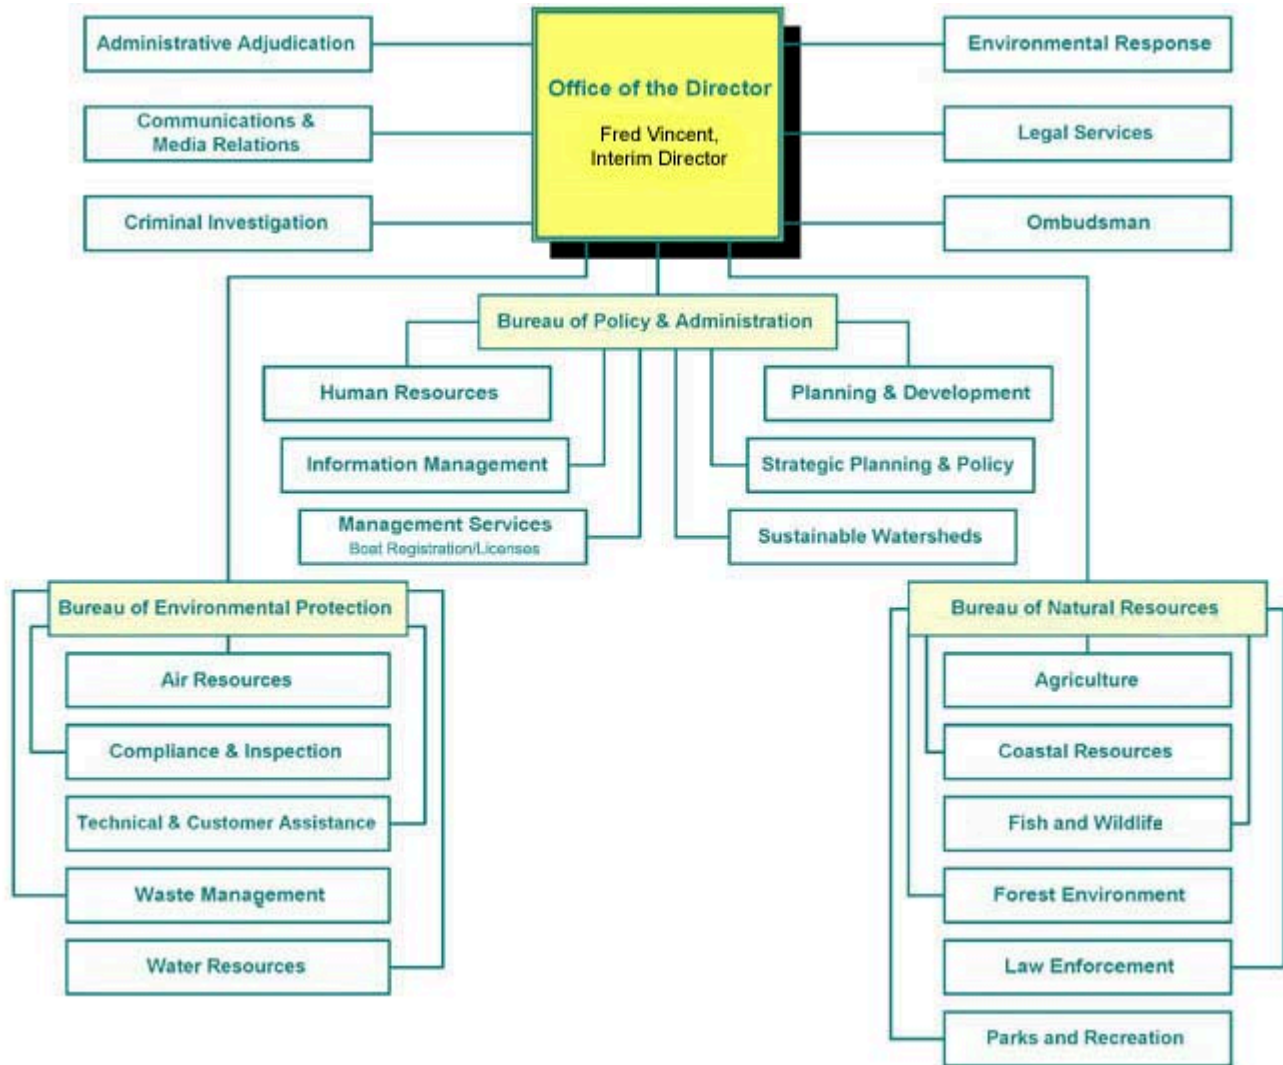 Administrative Adjudication
Communications &
Media Relations
Criminal Investigation
Office of the Director
Fred Vincent,
Interim Director
Environmental Response
Legal Services
Ombudsman
Bureau of Policy & Administration
Human Resources
Planning & Development
Information Management
Strategic Planning & Policy
Management Services
Boat Registration/Licenses
Sustainable Watersheds
Bureau of Environmental Protection
Air Resources
Compliance & Inspection
Technical & Customer Assistance
Waste Management
Water Resources
Bureau of Natural Resources
Agriculture
Coastal Resources
Fish and Wildlife
Forest Environment
Law Enforcement
Parks and Recreation